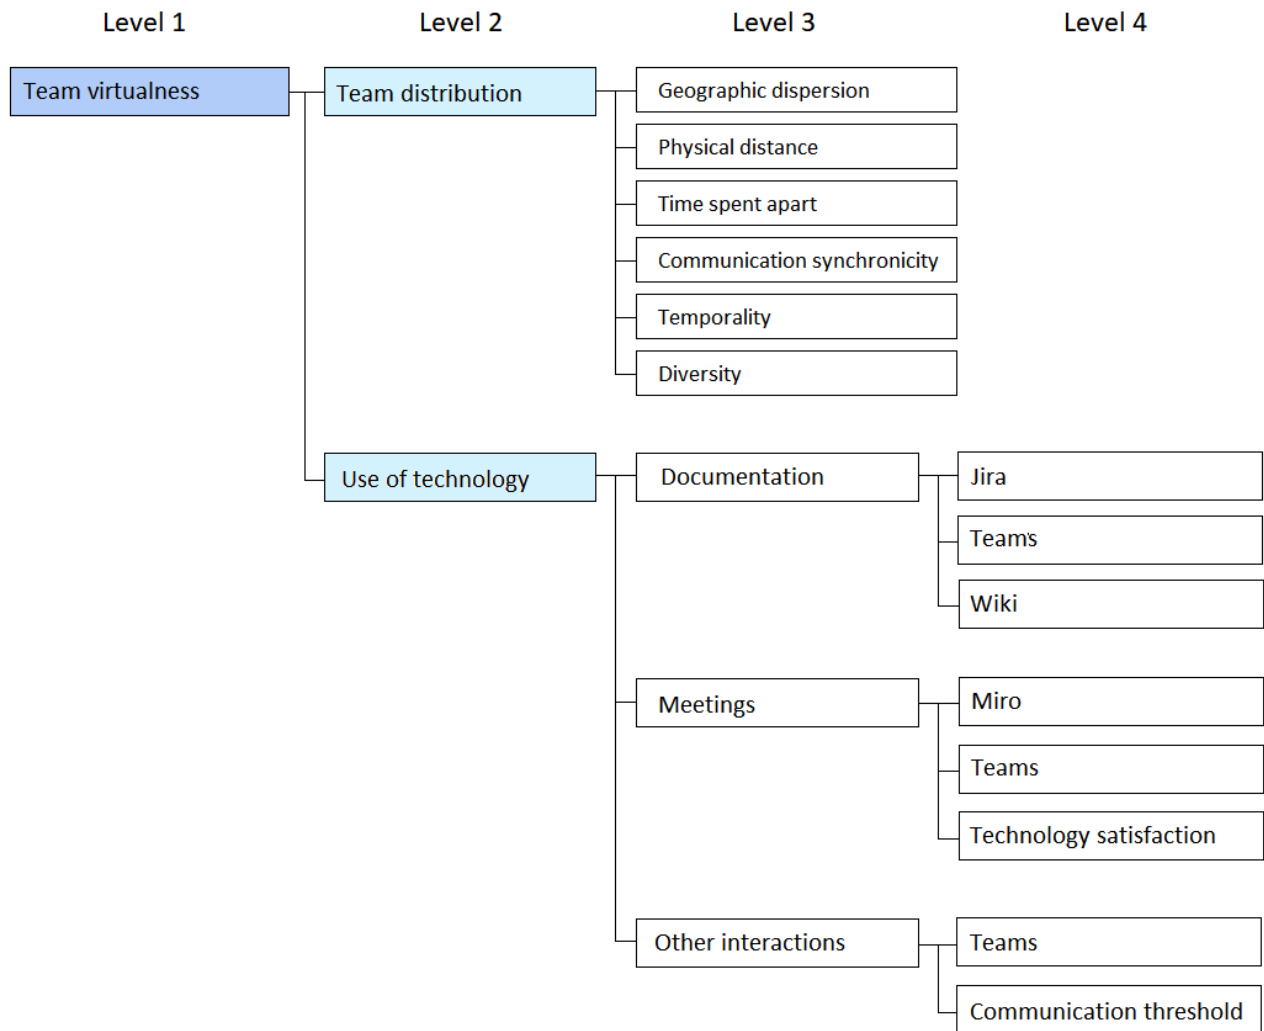 Level 1
Level 2
Level 3
Level 4
Team virtualness
Team distribution
Geographic dispersion
Physical distance
Time spent apart
Communication synchronicity
Temporality
Diversity
Use of technology
Documentation
Jira
Teams
Wiki
Meetings
Miro
Teams
Technology satisfaction
Other interactions
Teams
Communication threshold